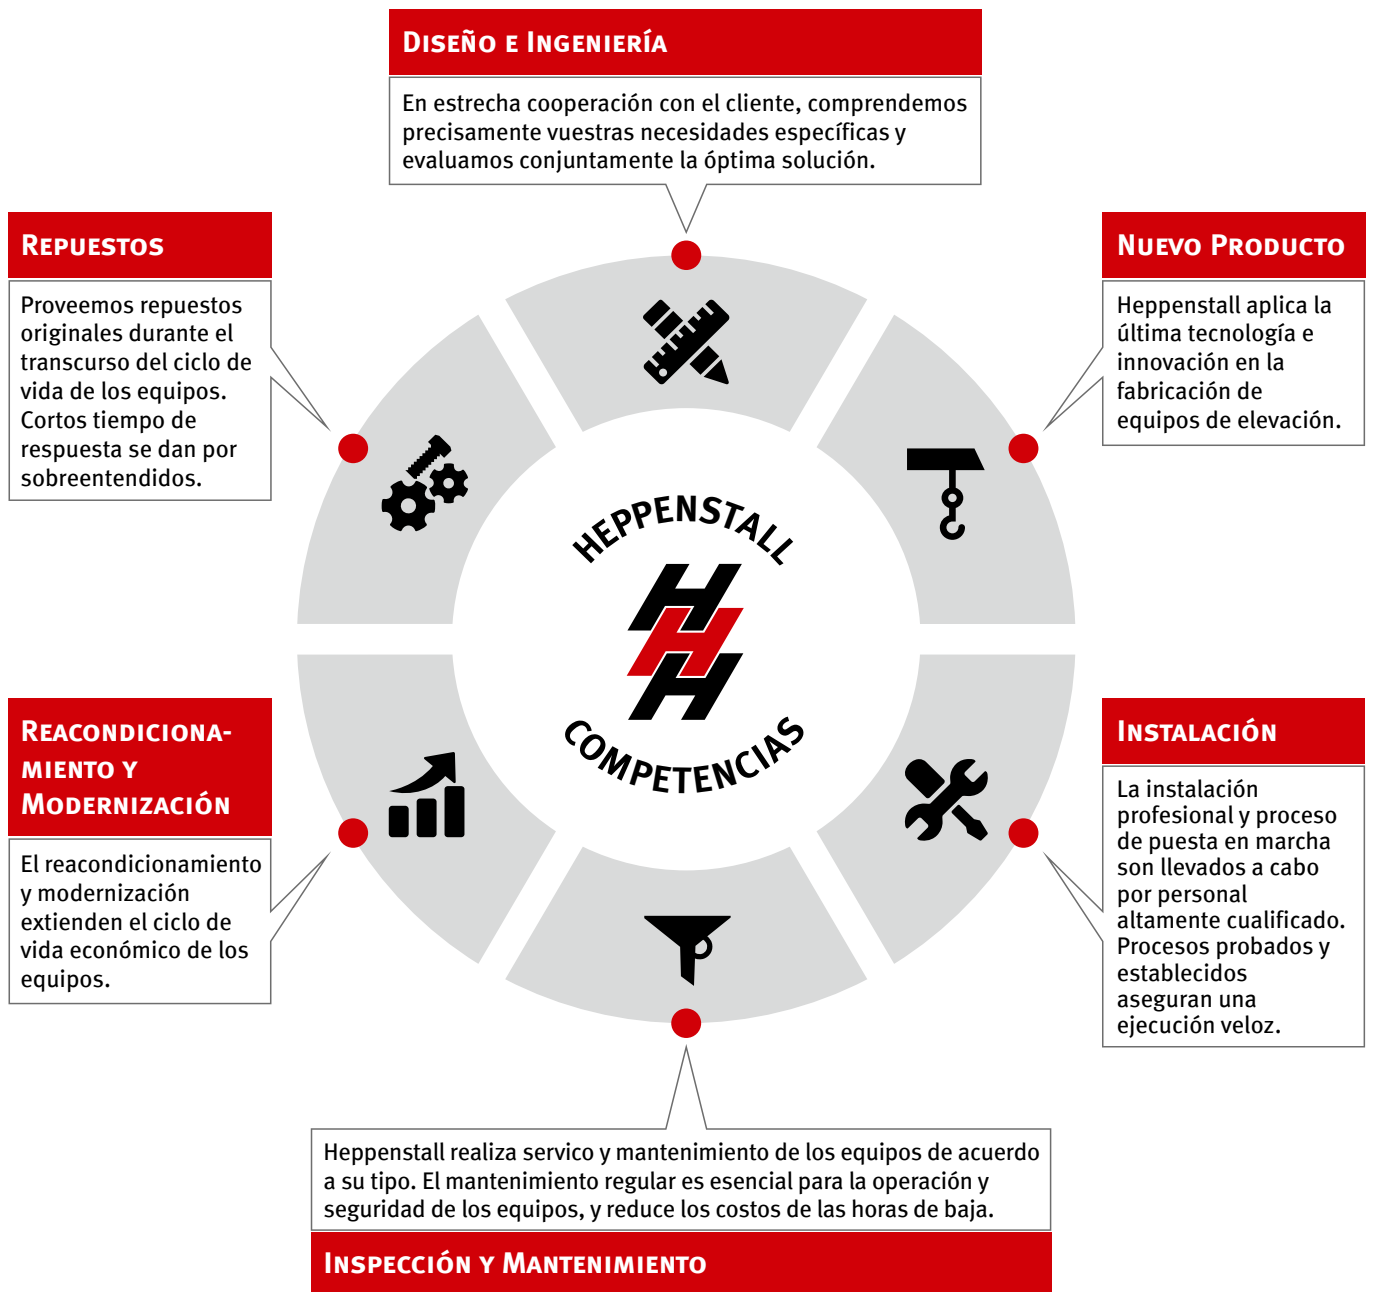 DISEÑO E INGENIERÍA
En estrecha cooperación con el cliente, comprendemos
precisamente vuestras necesidades específicas y
evaluamos conjuntamente la óptima solución.
REPUESTOS
Proveemos repuestos
originales durante el
transcurso del ciclo de
vida de los equipos.
Cortos tiempo de
respuesta se dan por
sobreentendidos.
NUEVO PRODUCTO
Heppenstall aplica la
última tecnología e
innovación en la
fabricación de
equipos de elevación.
HEPPENSTALL
COMPETENCIAS
REACONDICIONA-
MIENTO Y
MODERNIZACIÓN
El reacondicionamiento
y modernización
extienden el ciclo de
vida económico de los
equipos.
INSTALACIÓN
La instalación
profesional y proceso
de puesta en marcha
son llevados a cabo
por personal
altamente cualificado.
Procesos probados y
establecidos
aseguran una
ejecución veloz.
Heppenstall realiza servico y mantenimiento de los equipos de acuerdo
a su tipo. El mantenimiento regular es esencial para la operación y
seguridad de los equipos, y reduce los costos de las horas de baja.
INSPECCIÓN Y MANTENIMIENTO